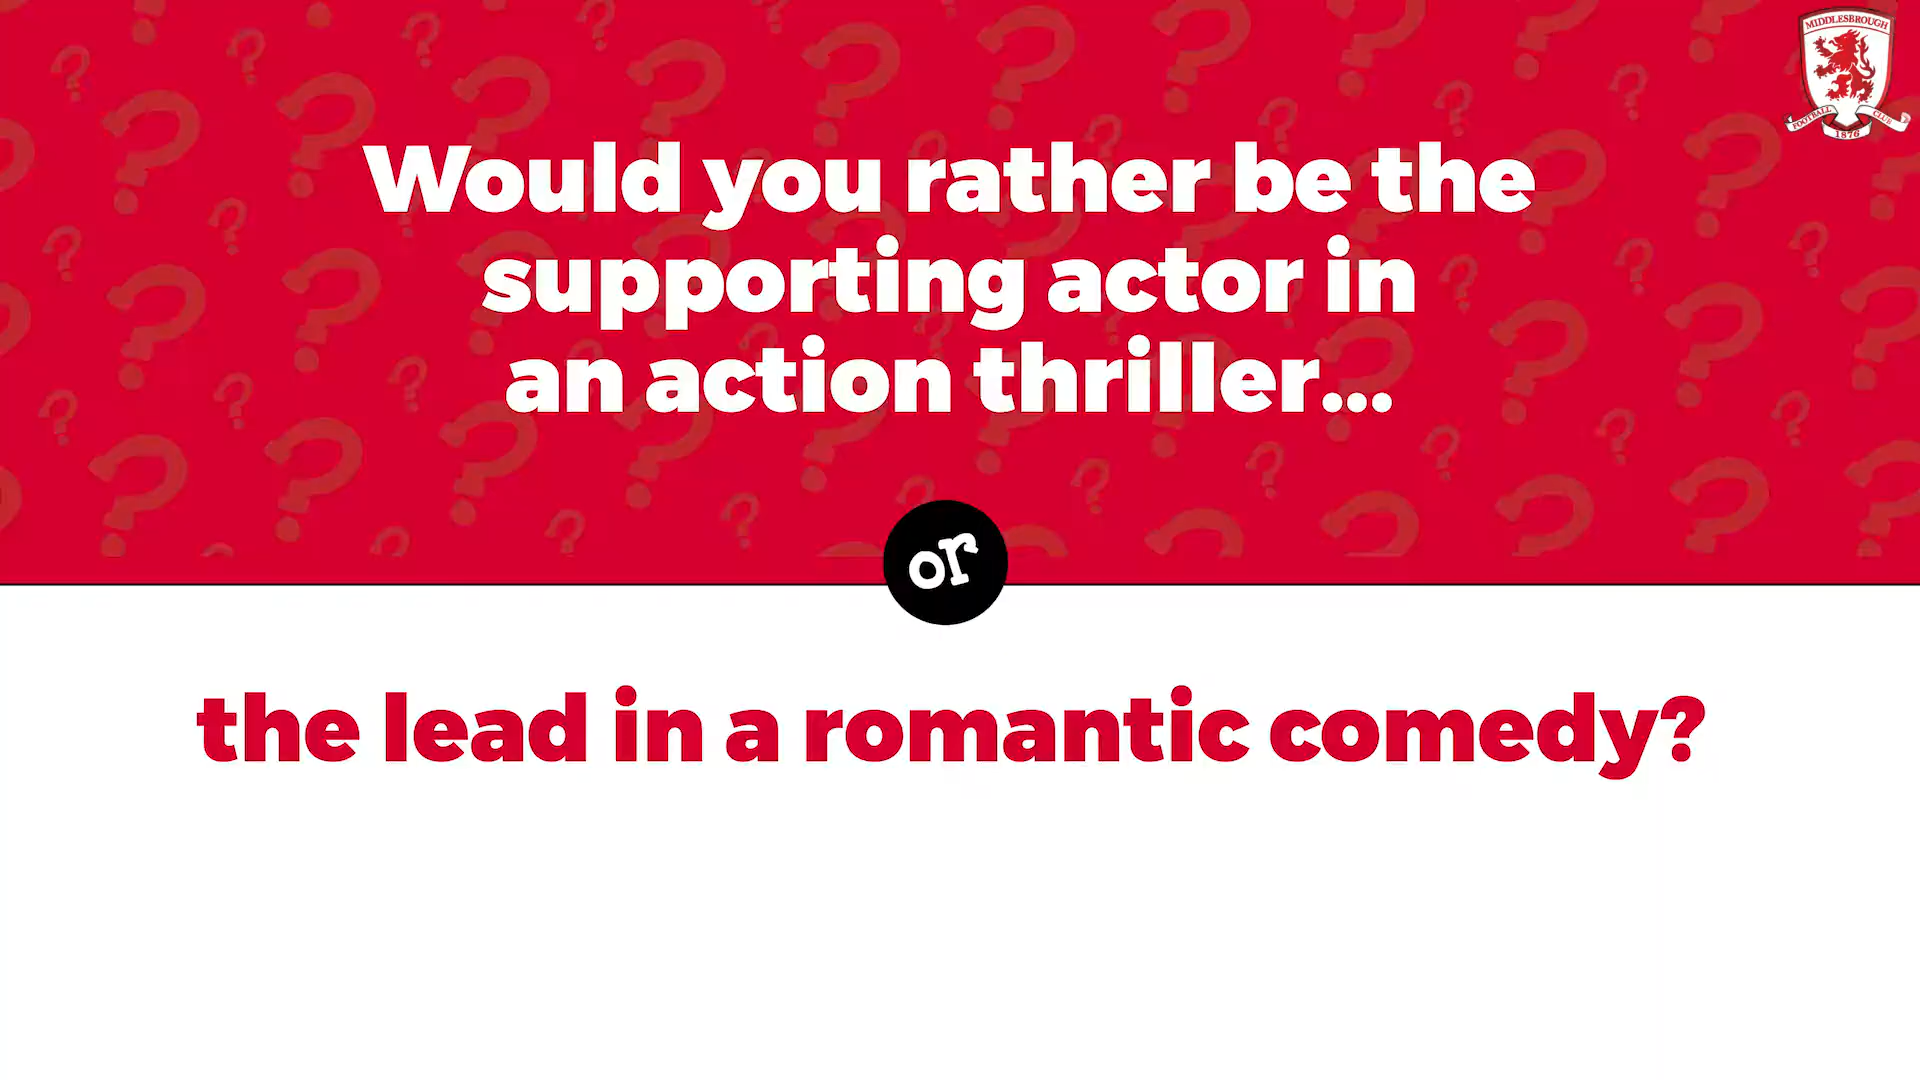 MIDDLESBROUGH
FOOTBALL CLUB
1876
Would you rather be the
supporting actor in
an action thriller...
or
the lead in a romantic comedy?